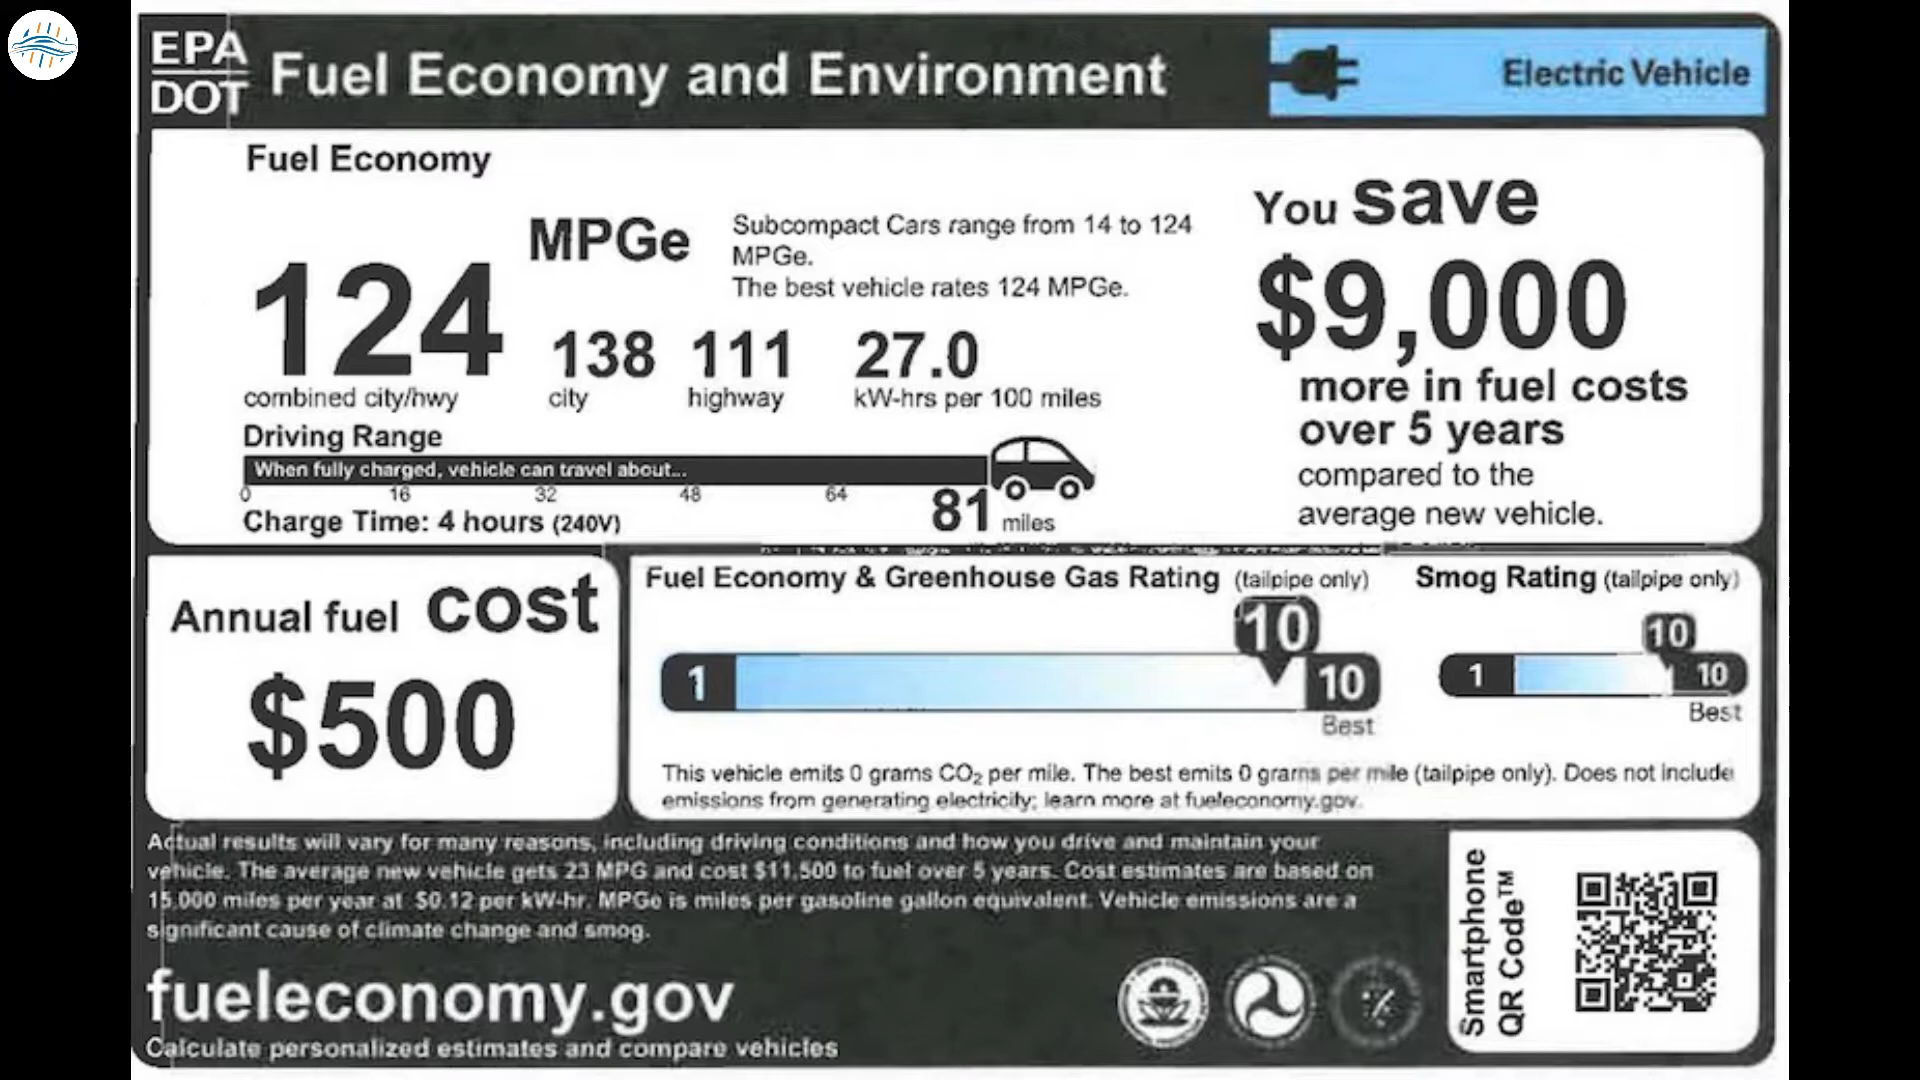 EPA
DOT
Fuel Economy and Environment
Electric Vehicle
Fuel Economy
MPGe
124
combined city/hwy
138
city
111
highway
Subcompact Cars range from 14 to 124
MPGe.
The best vehicle rates 124 MPGe.
27.0
kW-hrs per 100 miles
Driving Range
When fully charged, vehicle can travel about...
0 16 32 48 64 81 miles
Charge Time: 4 hours (240V)
You save
$9,000
more in fuel costs
over 5 years
compared to the
average new vehicle.
Annual fuel cost
$500
Fuel Economy & Greenhouse Gas Rating (tailpipe only)
10
1 10
Best
Smog Rating (tailpipe only)
10
1 10
Best
This vehicle emits 0 grams CO₂ per mile. The best emits 0 grams per mile (tailpipe only). Does not include
emissions from generating electricity; learn more at fueleconomy.gov.
Actual results will vary for many reasons, including driving conditions and how you drive and maintain your
vehicle. The average new vehicle gets 23 MPG and cost $11,500 to fuel over 5 years. Cost estimates are based on
15,000 miles per year at $0.12 per kW-hr. MPGe is miles per gasoline gallon equivalent. Vehicle emissions are a
significant cause of climate change and smog.
fueleconomy.gov
Calculate personalized estimates and compare vehicles
Smartphone
QR Code™